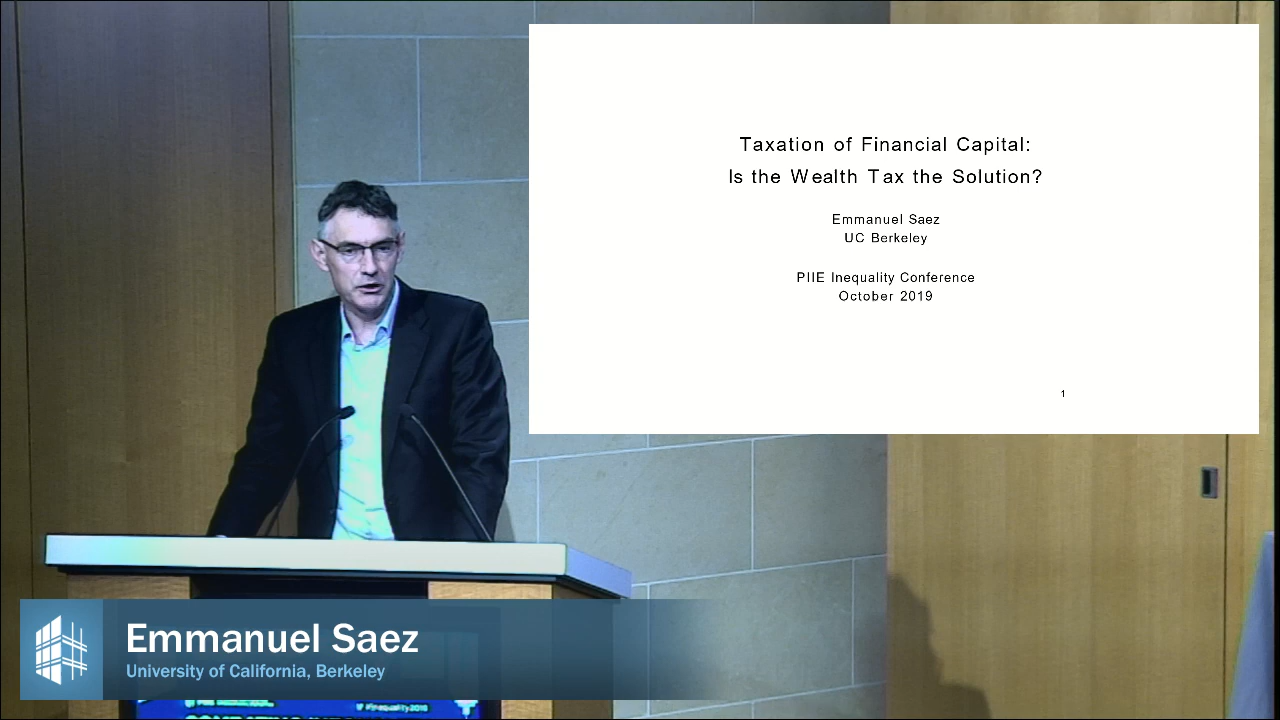 Taxation of Financial Capital:
Is the Wealth Tax the Solution?
Emmanuel Saez
UC Berkeley
PIIE Inequality Conference
October 2019
1
Emmanuel Saez
University of California, Berkeley